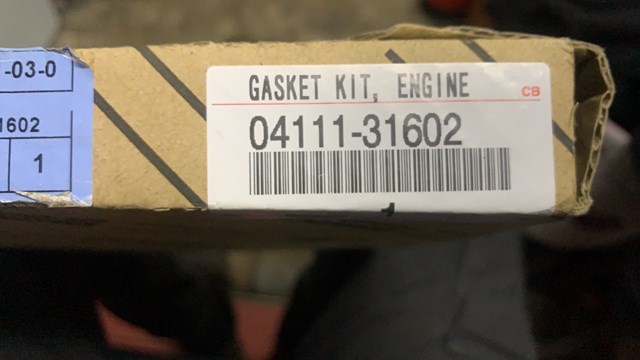 -03-0
1602
1
GASKET KIT, ENGINE
CB
04111-31602